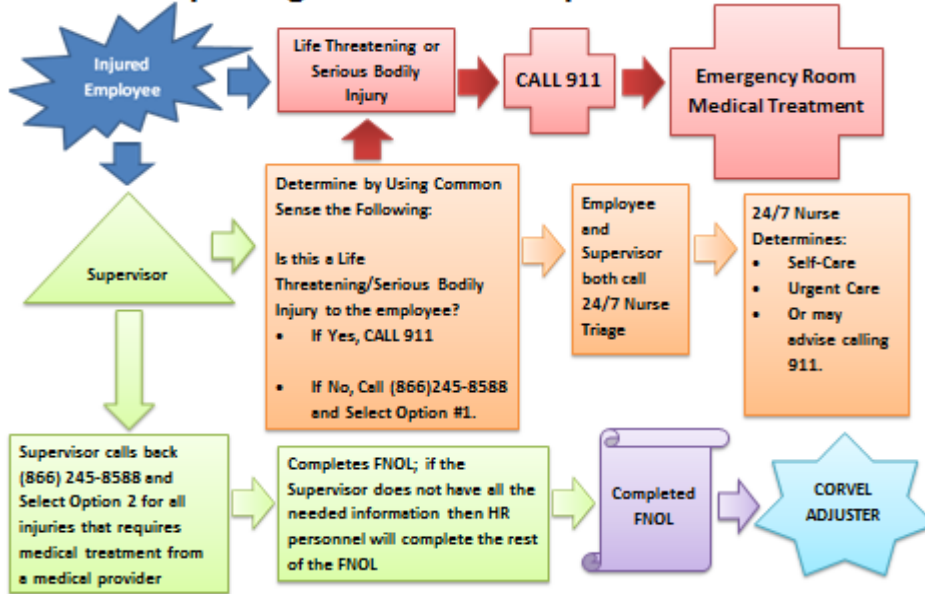 Injured
Employee
Life Threatening or
Serious Bodily
Injury
CALL 911
Emergency Room
Medical Treatment
Supervisor
Determine by Using Common
Sense the Following:
Is this a Life
Threatening/Serious Bodily
Injury to the employee?
• If Yes, CALL 911
• If No, Call (866)245-8588
and Select Option #1.
Employee
and
Supervisor
both call
24/7 Nurse
Triage
24/7 Nurse
Determines:
• Self-Care
• Urgent Care
• Or may
advise calling
911.
Supervisor calls back
(866) 245-8588 and
Select Option 2 for all
injuries that requires
medical treatment from
a medical provider
Completes FNOL; if the
Supervisor does not have all the
needed information then HR
personnel will complete the rest
of the FNOL
Completed
FNOL
CORVEL
ADJUSTER